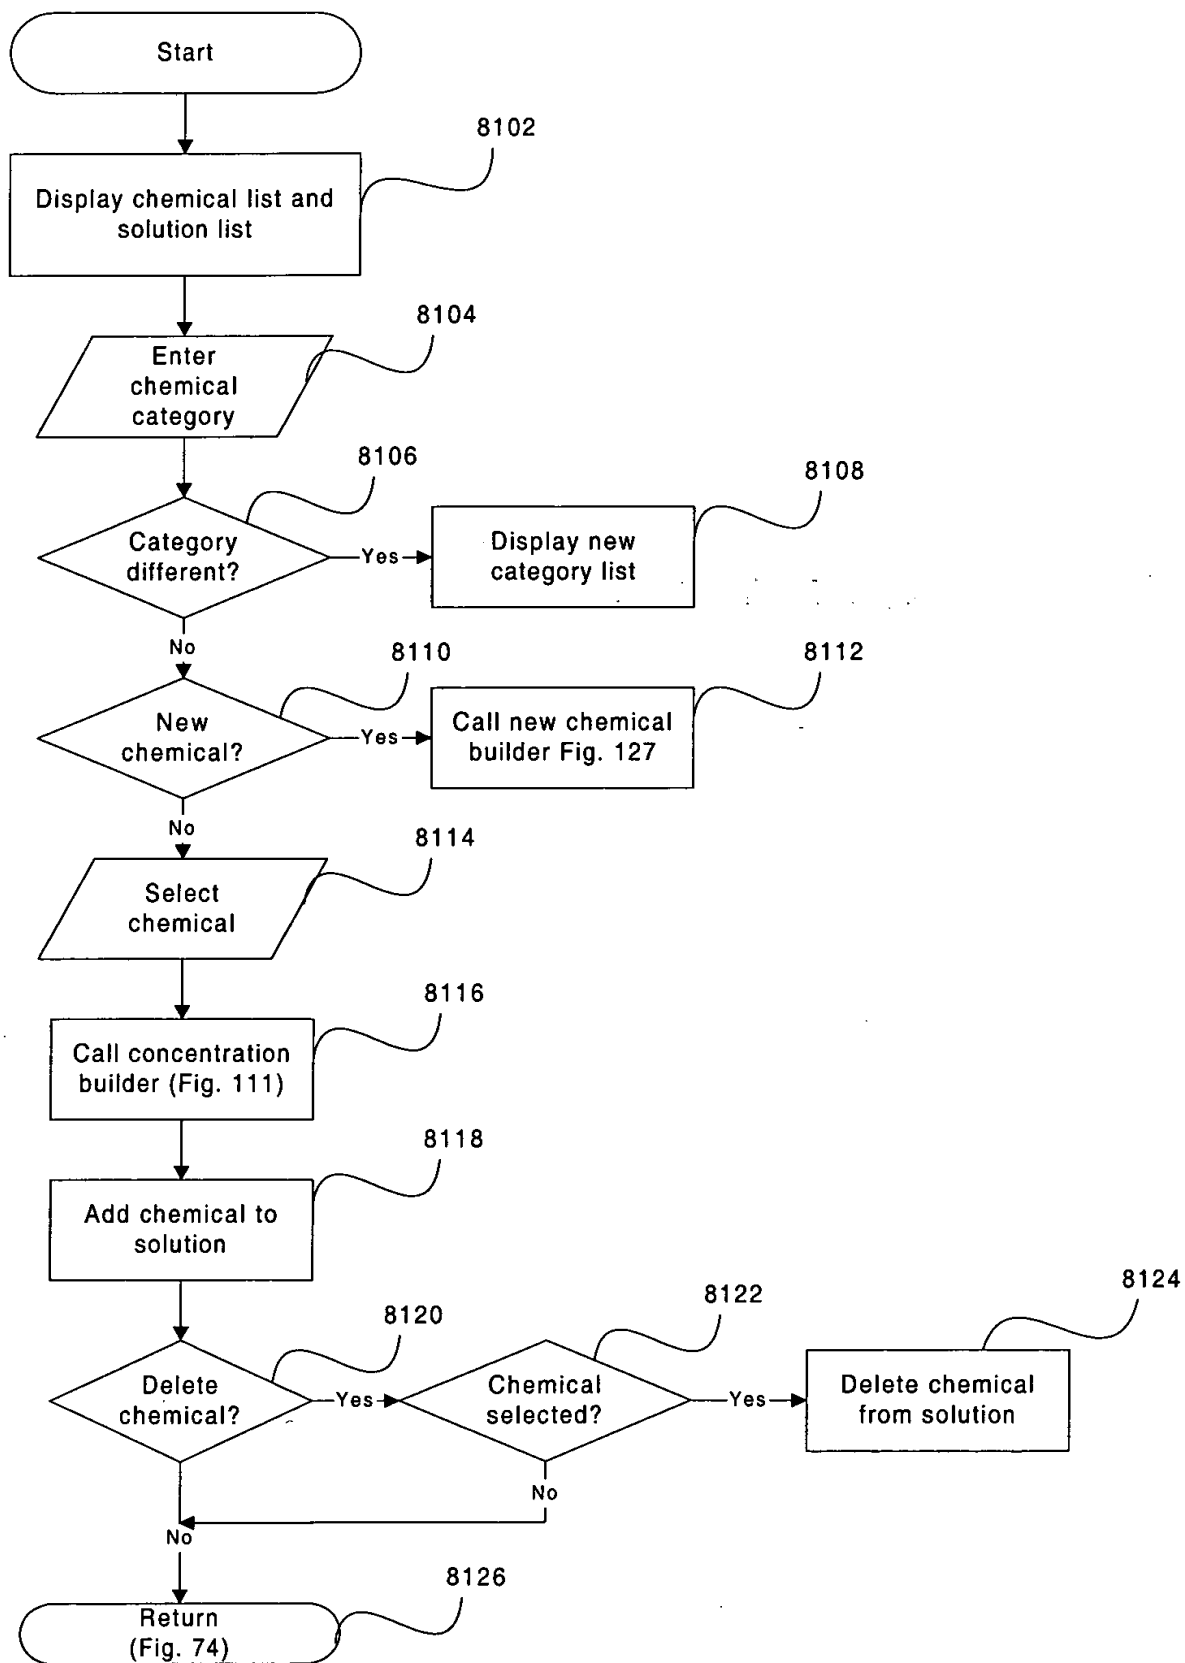 Start
8102
Display chemical list and
solution list
8104
Enter
chemical
category
8106
8108
Category
different?
Yes
Display new
category list
No
8110
8112
New
chemical?
Yes
Call new chemical
builder Fig. 127
No
8114
Select
chemical
8116
Call concentration
builder (Fig. 111)
8118
Add chemical to
solution
8120
8122
8124
Delete
chemical?
Yes
Chemical
selected?
Yes
Delete chemical
from solution
No
No
8126
Return
(Fig. 74)